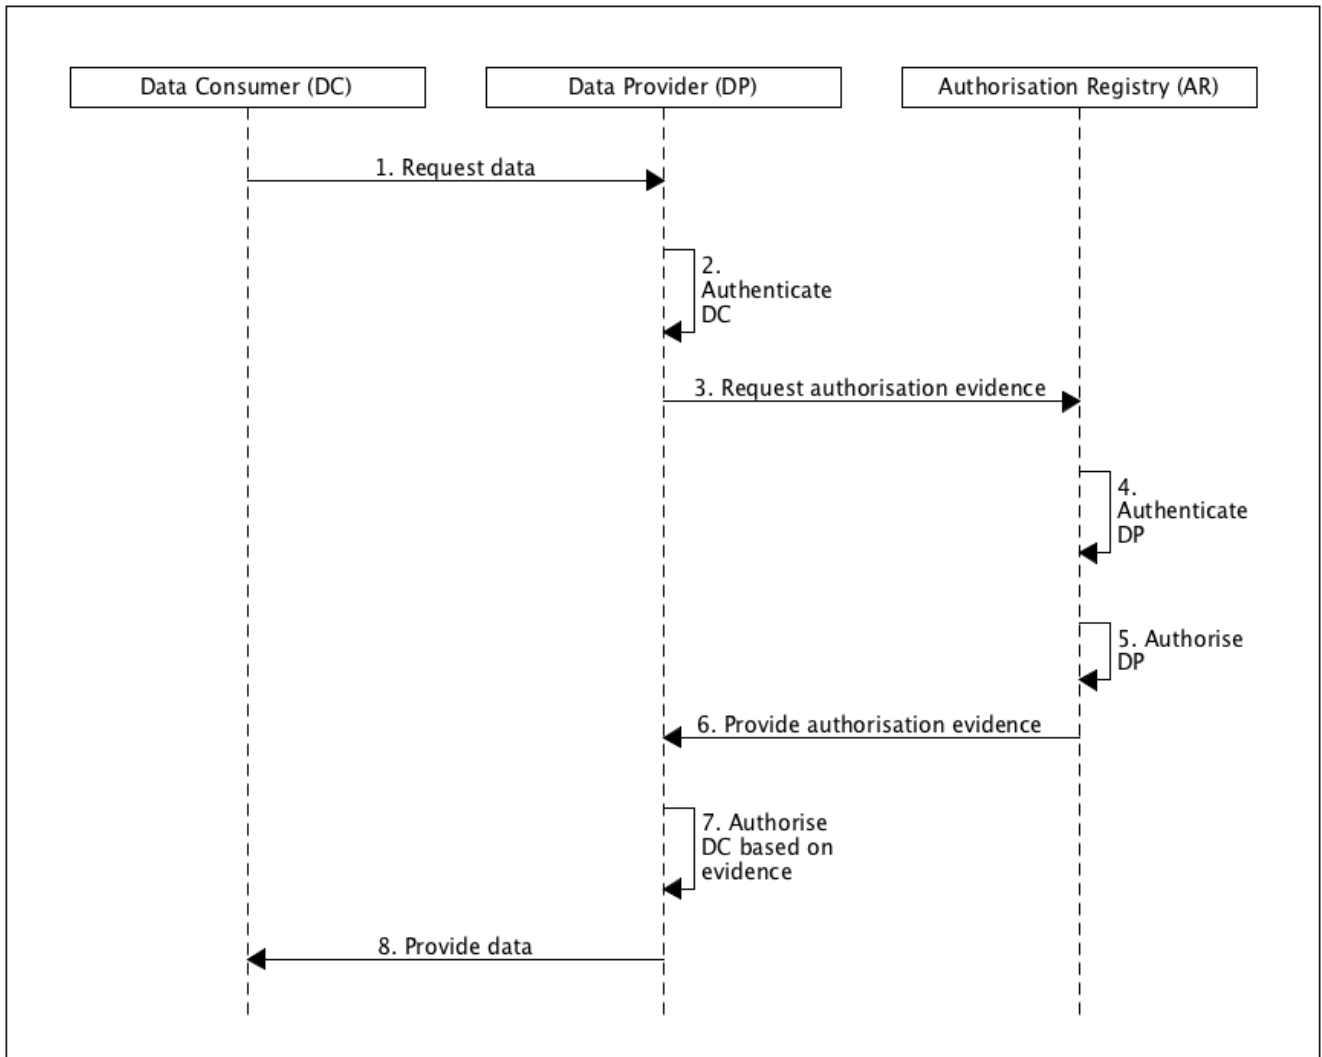 Data Consumer (DC)
Data Provider (DP)
Authorisation Registry (AR)
1. Request data
2.
Authenticate
DC
3. Request authorisation evidence
4.
Authenticate
DP
5. Authorise
DP
6. Provide authorisation evidence
7. Authorise
DC based on
evidence
8. Provide data